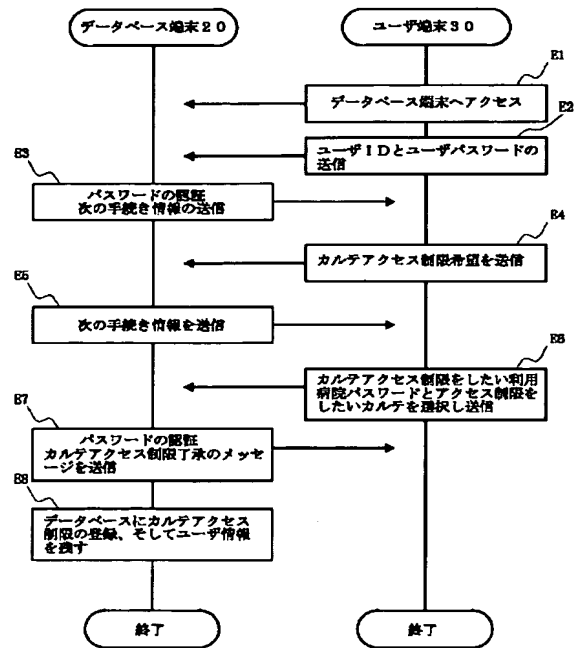 データベース端末20
ユーザ端末30
E1
データベース端末へアクセス
E2
ユーザIDとユーザパスワードの
送信
E3
パスワードの認証
次の手続き情報の送信
E4
カルテアクセス制限希望を送信
E5
次の手続き情報を送信
E6
カルテアクセス制限をしたい利用
病院パスワードとアクセス制限を
したいカルテを選択し送信
E7
パスワードの認証
カルテアクセス制限了承のメッセ
ージを送信
E8
データベースにカルテアクセス
制限の登録、そしてユーザ情報
を残す
終了
終了